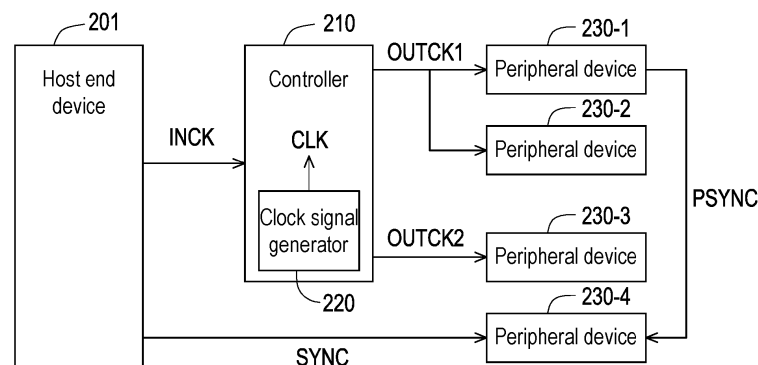 201
Host end
device
INCK
210
Controller
CLK
Clock signal
generator
220
OUTCK1
OUTCK2
230-1
Peripheral device
230-2
Peripheral device
230-3
Peripheral device
230-4
Peripheral device
PSYNC
SYNC